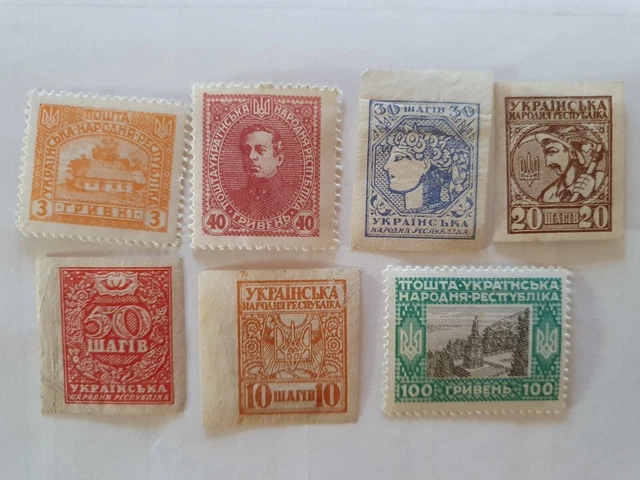 ПОШТА
УКРАЇНСЬКА·НАРОДНЯ·РЕСПУБЛІКА
3 ГРИВНІ 3
ПОШТА·УКРАЇНСЬКА НАРОДНЯ·РЕСПУБЛІКА
40 ГРИВЕНЬ 40
30 ШАГІВ 30
УКРАЇНСЬКА
НАРОДНЯ РЕСПУБЛІКА
УКРАЇНСЬКА
НАРОДНЯ РЕСПУБЛІКА
20 ШАГІВ 20
50
ШАГІВ
УКРАЇНСЬКА
НАРОДНЯ РЕСПУБЛІКА
УКРАЇНСЬКА
НАРОДНЯ РЕСПУБЛІКА
10 ШАГІВ 10
ПОШТА·УКРАЇНСЬКА
НАРОДНЯ·РЕСПУБЛІКА
100 ГРИВЕНЬ 100